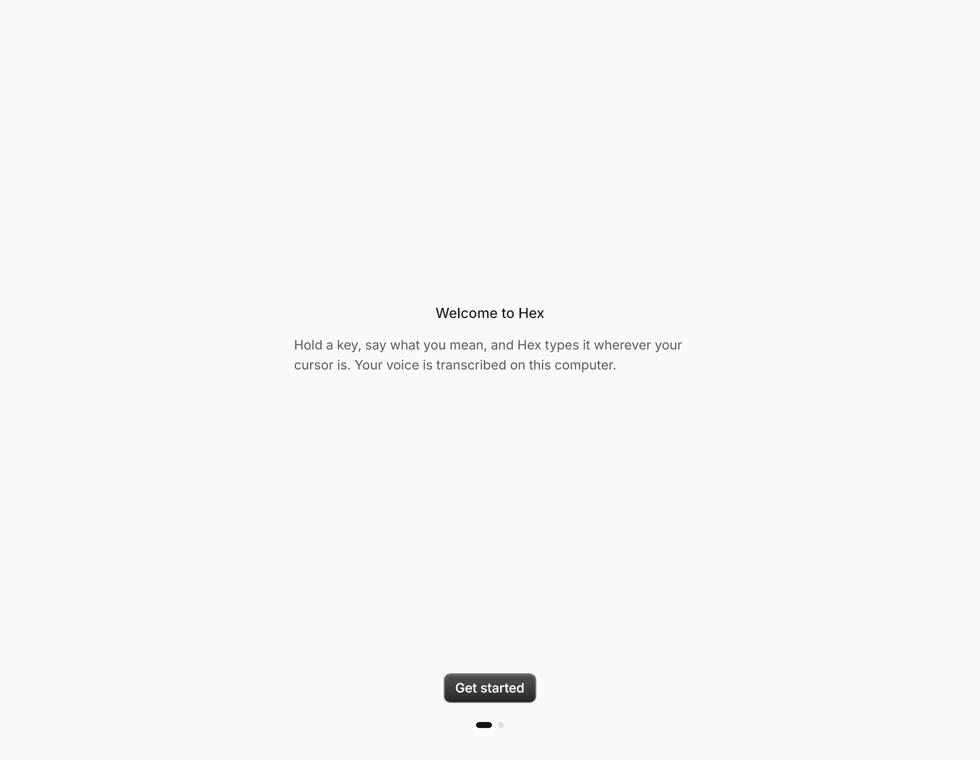 Welcome to Hex
Hold a key, say what you mean, and Hex types it wherever your
cursor is. Your voice is transcribed on this computer.
Get started